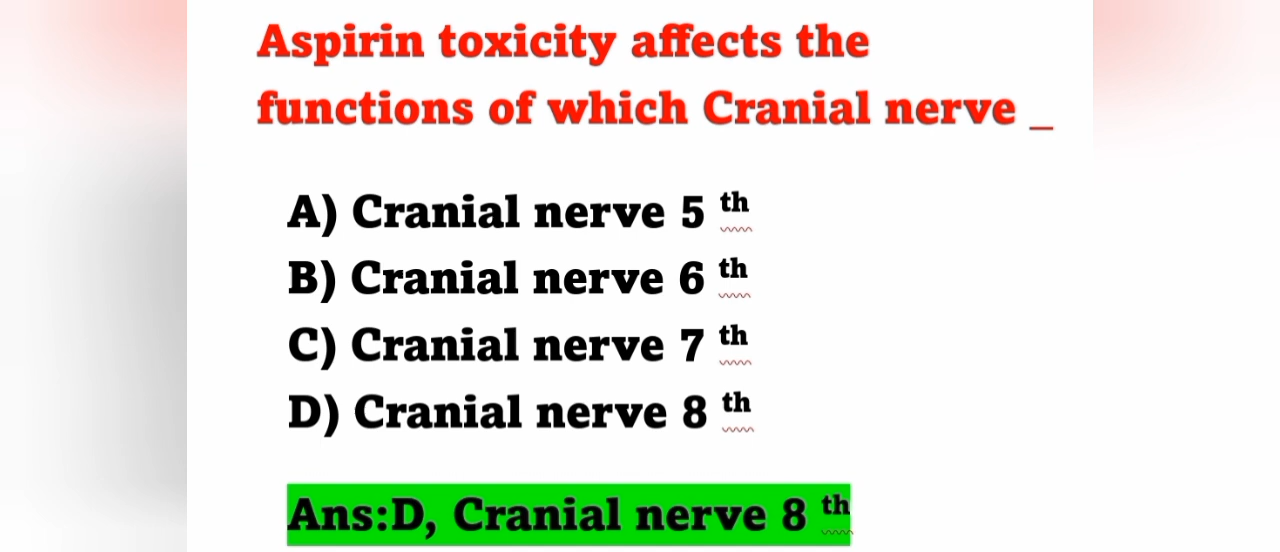 Aspirin toxicity affects the
functions of which Cranial nerve _
A) Cranial nerve 5 th
B) Cranial nerve 6 th
C) Cranial nerve 7 th
D) Cranial nerve 8 th
Ans:D, Cranial nerve 8 th